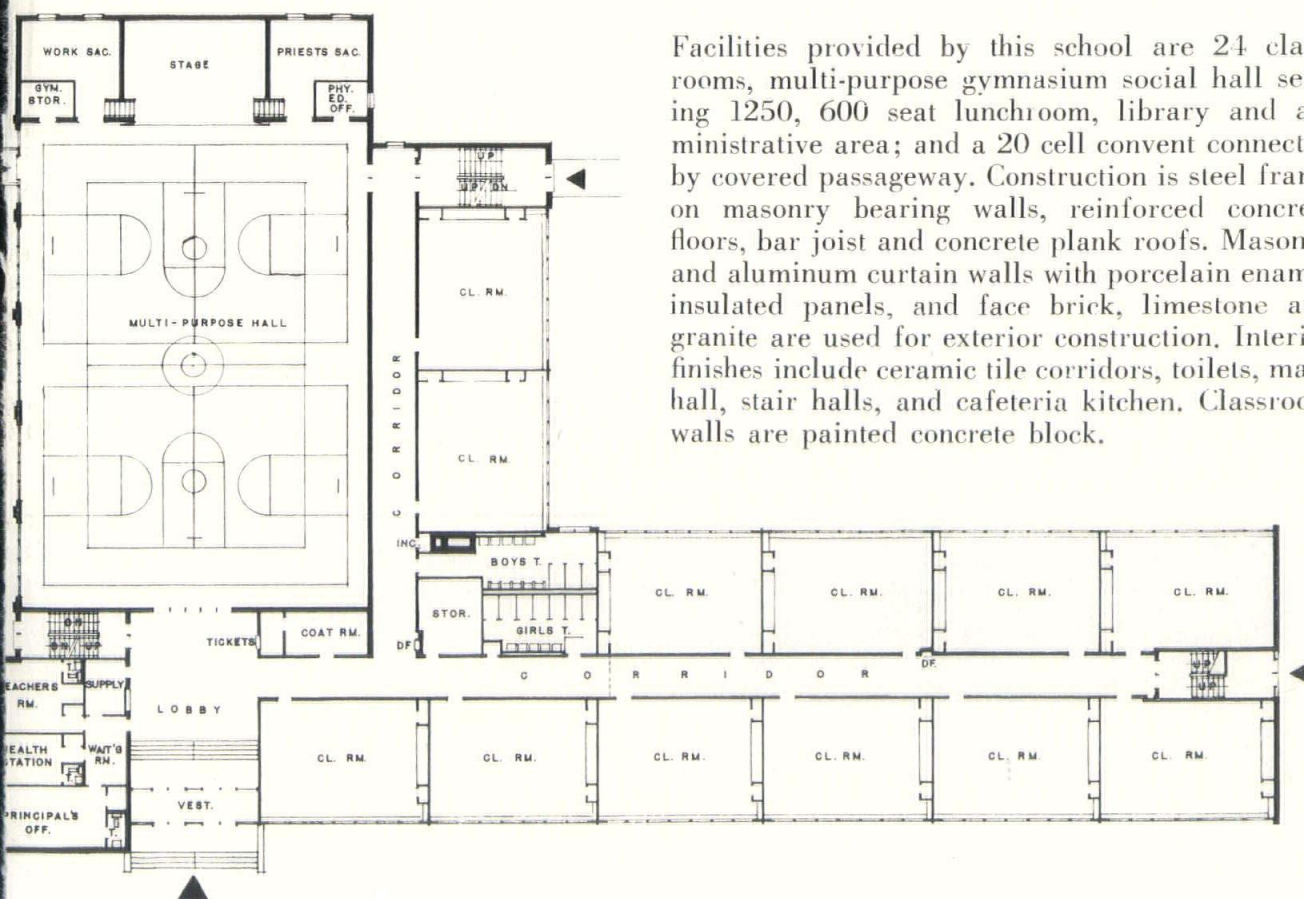 Facilities provided by this school are 24 cla
rooms, multi-purpose gymnasium social hall se
ing 1250, 600 seat lunchroom, library and a
ministrative area; and a 20 cell convent connect
by covered passageway. Construction is steel fra
on masonry bearing walls, reinforced concre
floors, bar joist and concrete plank roofs. Mason
and aluminum curtain walls with porcelain enam
insulated panels, and face brick, limestone a
granite are used for exterior construction. Interi
finishes include ceramic tile corridors, toilets, ma
hall, stair halls, and cafeteria kitchen. Classroo
walls are painted concrete block.
WORK SAC.
STAGE
PRIESTS SAC.
GYM.
STOR.
PHY.
ED.
OFF.
UP
UP DN
CL. RM.
MULTI-PURPOSE HALL
CORRIDOR
CL. RM.
INC.
BOYS T.
CL. RM.
CL. RM.
CL. RM.
CL. RM.
STOR.
GIRLS T.
DN
DN UP
TICKETS
COAT RM.
DF
DF.
UP
UP
CORRIDOR
EACHERS
RM.
T.
SUPPLY
LOBBY
EALTH
TATION
T.
WAIT'G
RM.
CL. RM.
CL. RM.
CL. RM.
CL. RM.
CL. RM.
CL. RM.
VEST.
PRINCIPAL'S
OFF.
T.